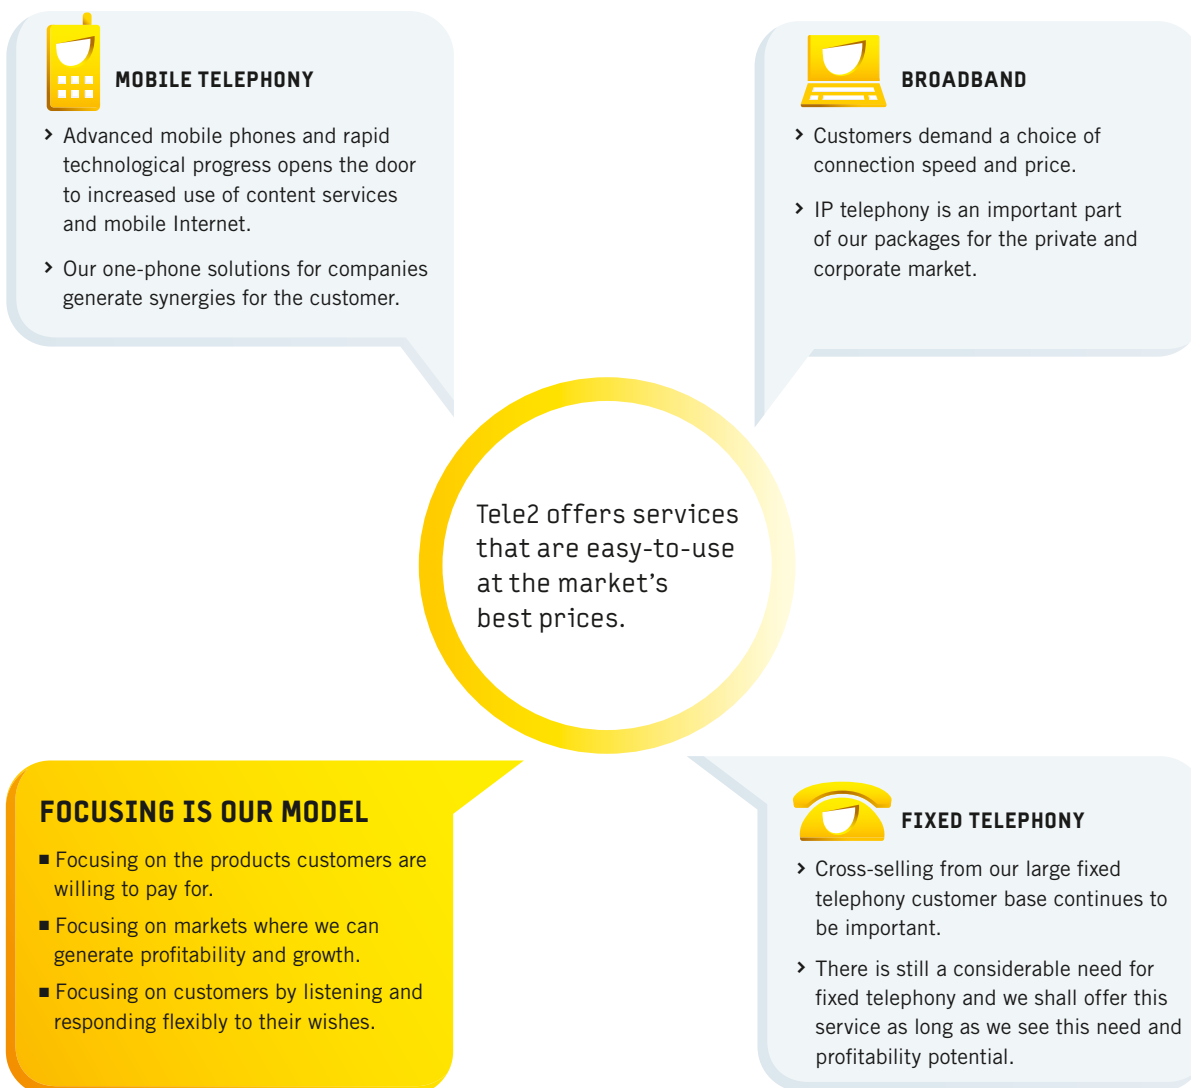 MOBILE TELEPHONY
› Advanced mobile phones and rapid
technological progress opens the door
to increased use of content services
and mobile Internet.
› Our one-phone solutions for companies
generate synergies for the customer.
BROADBAND
› Customers demand a choice of
connection speed and price.
› IP telephony is an important part
of our packages for the private and
corporate market.
Tele2 offers services
that are easy-to-use
at the market’s
best prices.
FOCUSING IS OUR MODEL
■ Focusing on the products customers are
willing to pay for.
■ Focusing on markets where we can
generate profitability and growth.
■ Focusing on customers by listening and
responding flexibly to their wishes.
FIXED TELEPHONY
› Cross-selling from our large fixed
telephony customer base continues to
be important.
› There is still a considerable need for
fixed telephony and we shall offer this
service as long as we see this need and
profitability potential.